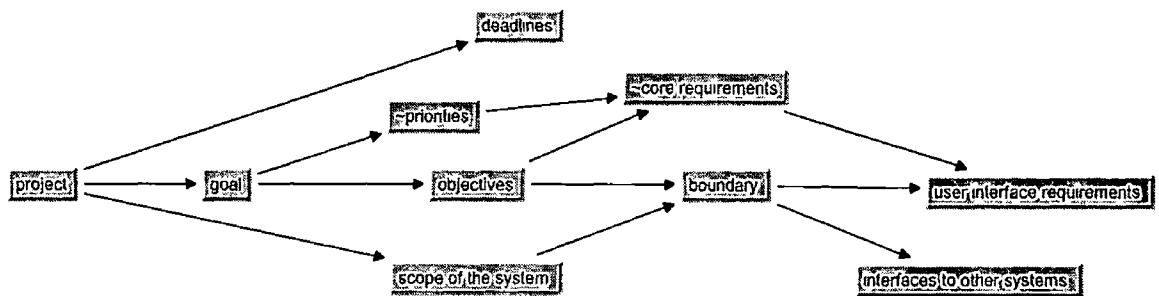 deadlines
~core requirements
~priorities
project
goal
objectives
boundary
user interface requirements
scope of the system
interfaces to other systems